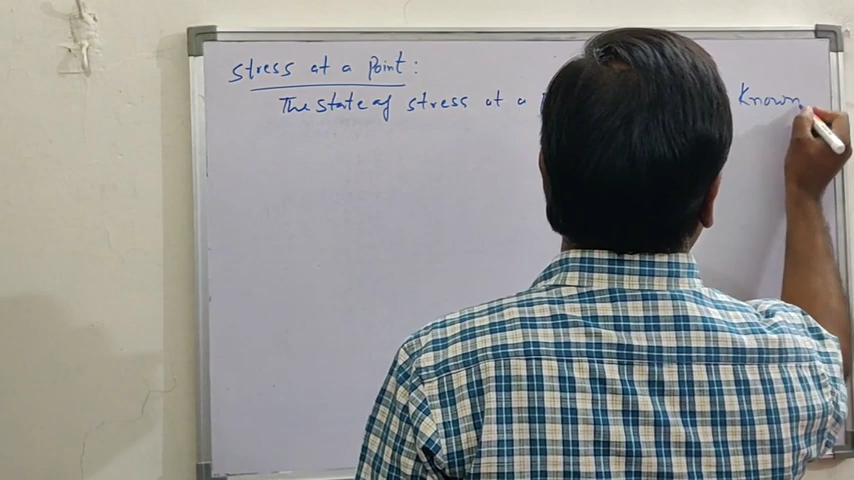 Stress at a Point :
The state of stress at a Known